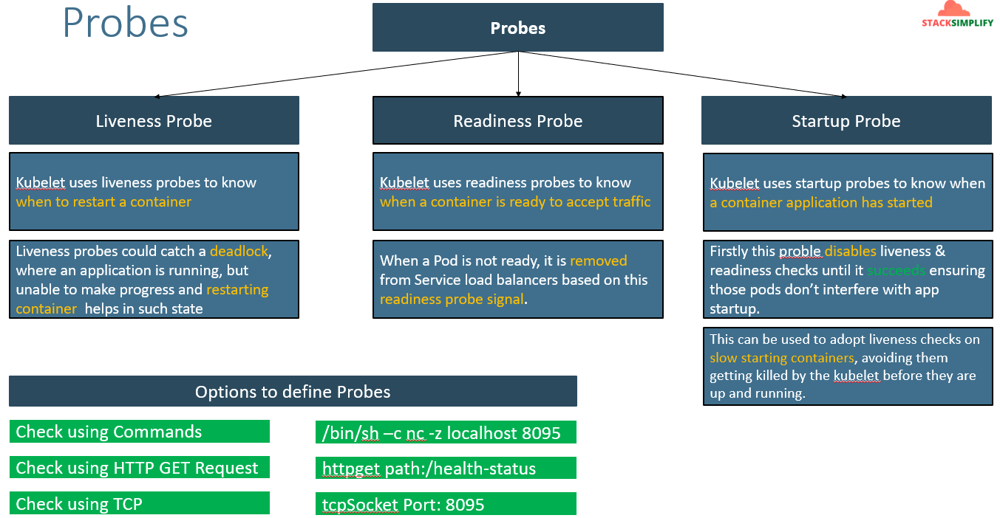 Probes
Probes
STACKSIMPLIFY
Liveness Probe
Kubelet uses liveness probes to know
when to restart a container
Liveness probes could catch a deadlock,
where an application is running, but
unable to make progress and restarting
container helps in such state
Readiness Probe
Kubelet uses readiness probes to know
when a container is ready to accept traffic
When a Pod is not ready, it is removed
from Service load balancers based on this
readiness probe signal.
Startup Probe
Kubelet uses startup probes to know when
a container application has started
Firstly this proble disables liveness &
readiness checks until it succeeds ensuring
those pods don’t interfere with app
startup.
This can be used to adopt liveness checks on
slow starting containers, avoiding them
getting killed by the kubelet before they are
up and running.
Options to define Probes
Check using Commands
/bin/sh –c nc -z localhost 8095
Check using HTTP GET Request
httpget path:/health-status
Check using TCP
tcpSocket Port: 8095